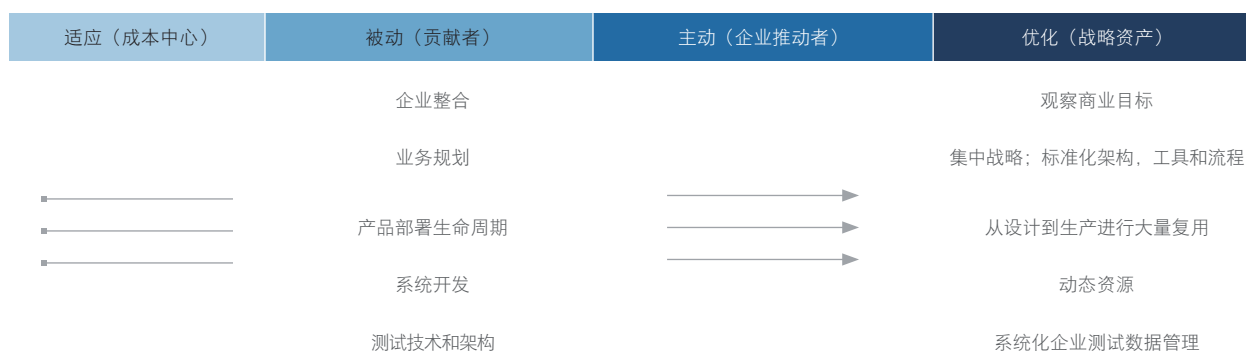 适应（成本中心）
被动（贡献者）
主动（企业推动者）
优化（战略资产）
企业整合
观察商业目标
业务规划
集中战略；标准化架构，工具和流程
产品部署生命周期
从设计到生产进行大量复用
系统开发
动态资源
测试技术和架构
系统化企业测试数据管理